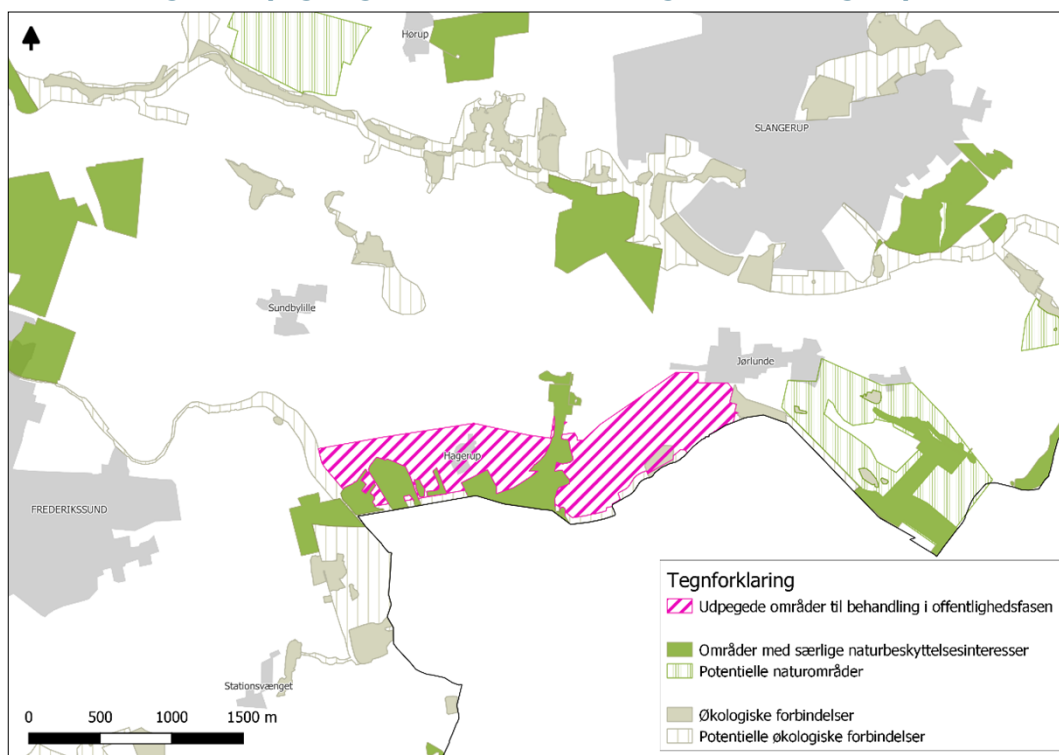 Hørup
SLANGERUP
Sundbylille
Jørlunde
Hagerup
FREDERIKSSUND
Stationsvænget
0 500 1000 1500 m
Tegnforklaring
Udpegede områder til behandling i offentlighedsfasen
Områder med særlige naturbeskyttelsesinteresser
Potentielle naturområder
Økologiske forbindelser
Potentielle økologiske forbindelser